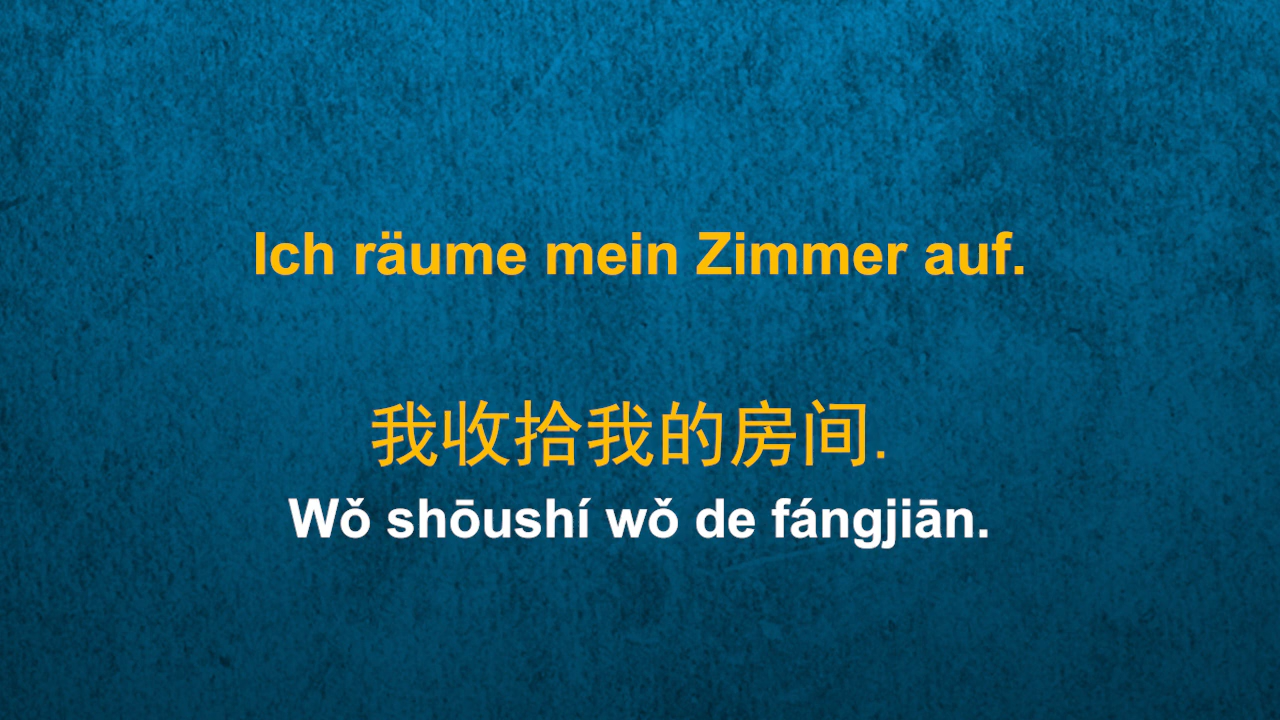 Ich räume mein Zimmer auf.
我收拾我的房间.
Wǒ shōushí wǒ de fángjiān.